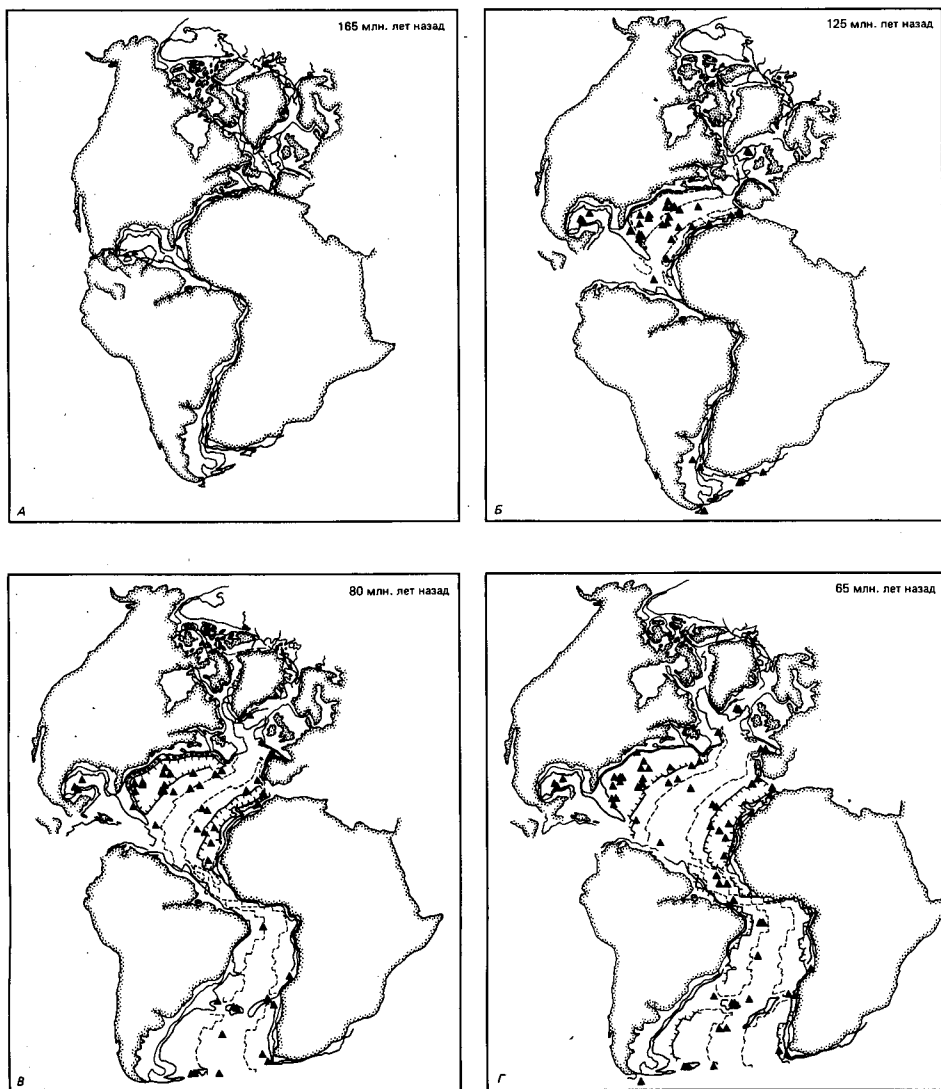 165 млн. лет назад
А
125 млн. лет назад
Б
80 млн. лет назад
В
65 млн. лет назад
Г